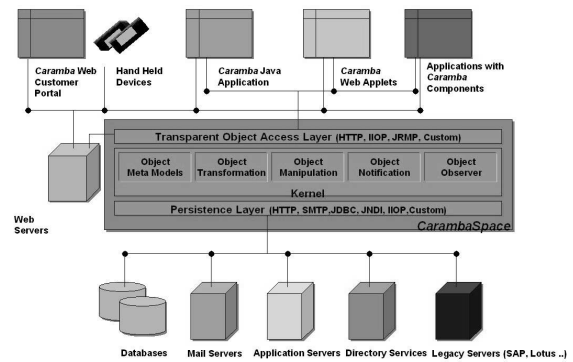 Caramba Web
Customer
Portal
Hand Held
Devices
Caramba Java
Application
Caramba
Web Applets
Applications with
Caramba
Components
Transparent Object Access Layer (HTTP, IIOP, JRMP, Custom)
Object
Meta Models
Object
Transformation
Object
Manipulation
Object
Notification
Object
Observer
Kernel
Persistence Layer (HTTP, SMTP,JDBC, JNDI, IIOP,Custom)
CarambaSpace
Web
Servers
Databases
Mail Servers
Application Servers
Directory Services
Legacy Servers (SAP, Lotus ..)